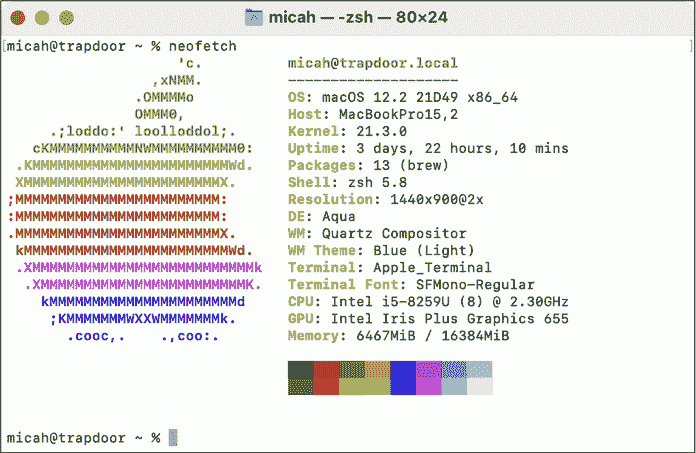 micah — -zsh — 80×24
micah@trapdoor ~ % neofetch
'c. micah@trapdoor.local
,xNMM. --------------------
.OMMMMo OS: macOS 12.2 21D49 x86_64
OMMM0, Host: MacBookPro15,2
.;loddo:' loolloddol;. Kernel: 21.3.0
cKMMMMMMMMMMNWMMMMMMMMMM0: Uptime: 3 days, 22 hours, 10 mins
.KMMMMMMMMMMMMMMMMMMMMMMMWd. Packages: 13 (brew)
XMMMMMMMMMMMMMMMMMMMMMMMX. Shell: zsh 5.8
;MMMMMMMMMMMMMMMMMMMMMMMM: Resolution: 1440x900@2x
:MMMMMMMMMMMMMMMMMMMMMMMM: DE: Aqua
.MMMMMMMMMMMMMMMMMMMMMMMMX. WM: Quartz Compositor
kMMMMMMMMMMMMMMMMMMMMMMMMWd. WM Theme: Blue (Light)
.XMMMMMMMMMMMMMMMMMMMMMMMMMMk Terminal: Apple_Terminal
.XMMMMMMMMMMMMMMMMMMMMMMMMK. Terminal Font: SFMono-Regular
kMMMMMMMMMMMMMMMMMMMMMMd CPU: Intel i5-8259U (8) @ 2.30GHz
;KMMMMMMMWXXWMMMMMMMk. GPU: Intel Iris Plus Graphics 655
.cooc,. .,coo:. Memory: 6467MiB / 16384MiB
micah@trapdoor ~ %